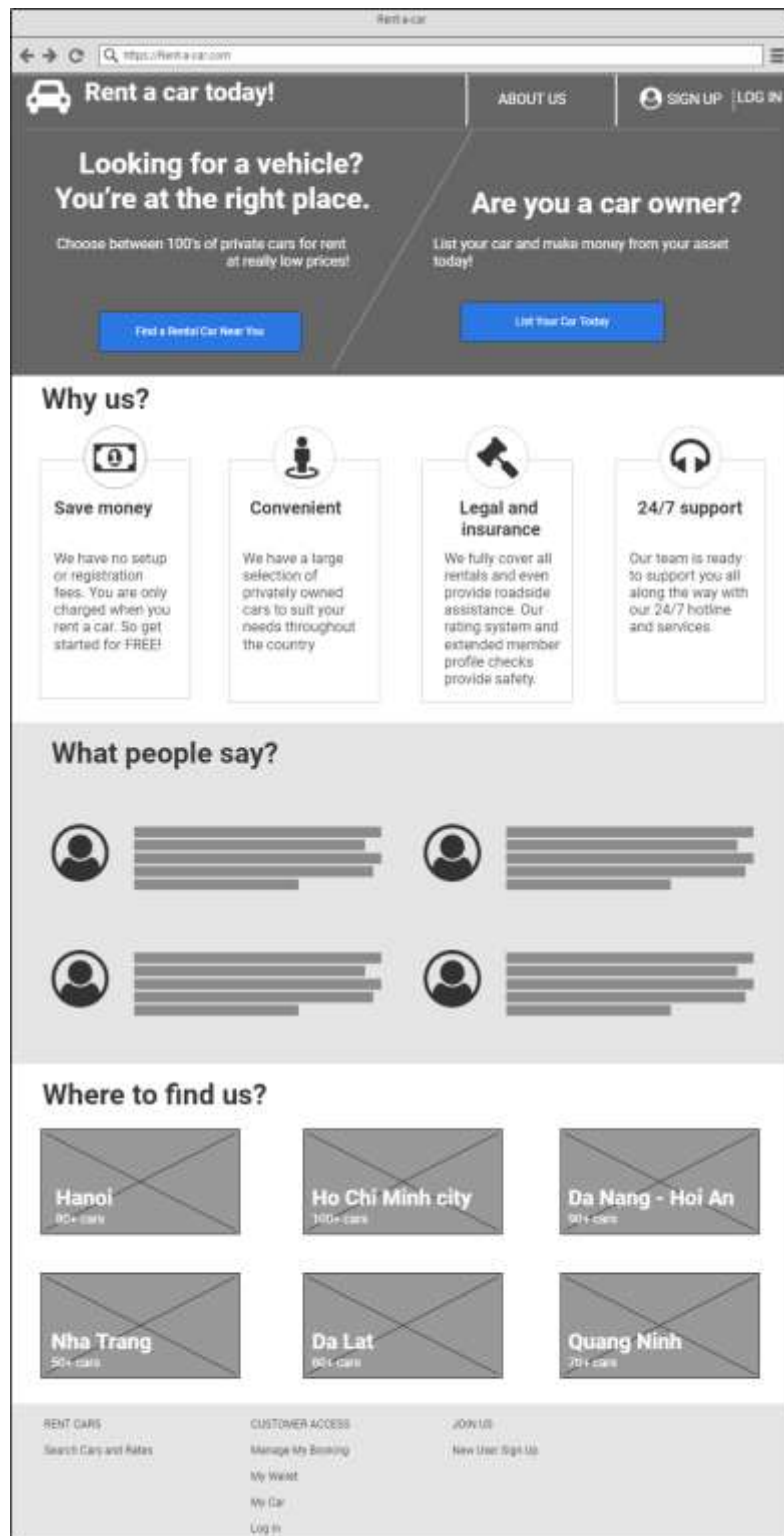 Rent a-car
https://Rent-a-car.com
Rent a car today!
ABOUT US
SIGN UP
LOG IN
Looking for a vehicle?
You're at the right place.
Choose between 100's of private cars for rent
at really low prices!
Find a Rental Car Near You
Are you a car owner?
List your car and make money from your asset
today!
List Your Car Today
Why us?
Save money
We have no setup
or registration
fees. You are only
charged when you
rent a car. So get
started for FREE!
Convenient
We have a large
selection of
privately owned
cars to suit your
needs throughout
the country
Legal and
insurance
We fully cover all
rentals and even
provide roadside
assistance. Our
rating system and
extended member
profile checks
provide safety.
24/7 support
Our team is ready
to support you all
along the way with
our 24/7 hotline
and services
What people say?
Where to find us?
Hanoi
80+ cars
Ho Chi Minh city
100+ cars
Da Nang - Hoi An
90+ cars
Nha Trang
50+ cars
Da Lat
60+ cars
Quang Ninh
70+ cars
RENT CARS
Search Cars and Rates
CUSTOMER ACCESS
Manage My Booking
My Wallet
My Car
Log In
JOIN US
New User Sign Up